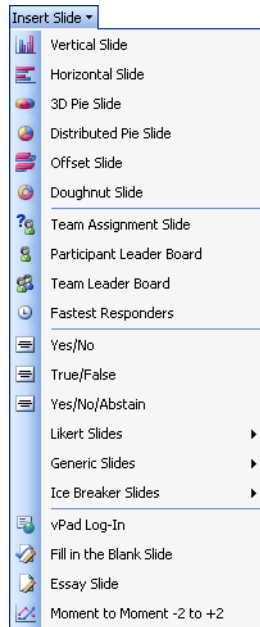 Insert Slide
Vertical Slide
Horizontal Slide
3D Pie Slide
Distributed Pie Slide
Offset Slide
Doughnut Slide
Team Assignment Slide
Participant Leader Board
Team Leader Board
Fastest Responders
Yes/No
True/False
Yes/No/Abstain
Likert Slides
Generic Slides
Ice Breaker Slides
vPad Log-In
Fill in the Blank Slide
Essay Slide
Moment to Moment -2 to +2